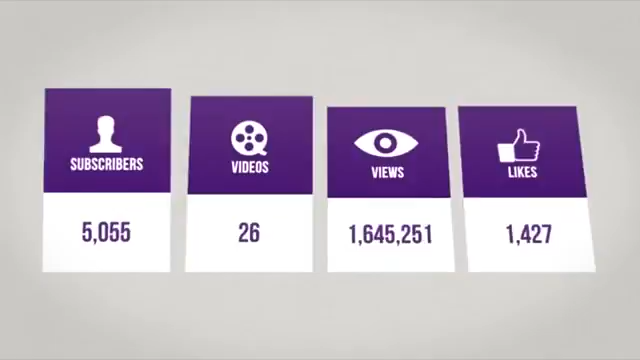 SUBSCRIBERS
5,055
VIDEOS
26
VIEWS
1,645,251
LIKES
1,427